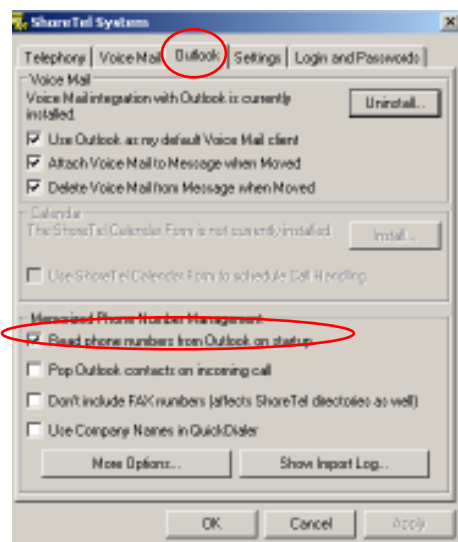 ShoreTel System
Telephony Voice Mail Outlook Settings Login and Passwords
Voice Mail
Voice Mail integration with Outlook is currently
installed.
Uninstall...
Use Outlook as my default Voice Mail client
Attach Voice Mail to Message when Moved
Delete Voice Mail from Message when Moved
Calendar
The ShoreTel Calendar Form is not currently installed.
Install...
Use ShoreTel Calendar Form to schedule Call Handling
Memorized Phone Number Management
Read phone numbers from Outlook on startup
Pop Outlook contacts on incoming call
Don't include FAX numbers (affects ShoreTel directories as well)
Use Company Names in QuickDialer
More Options... Show Import Log...
OK Cancel Apply